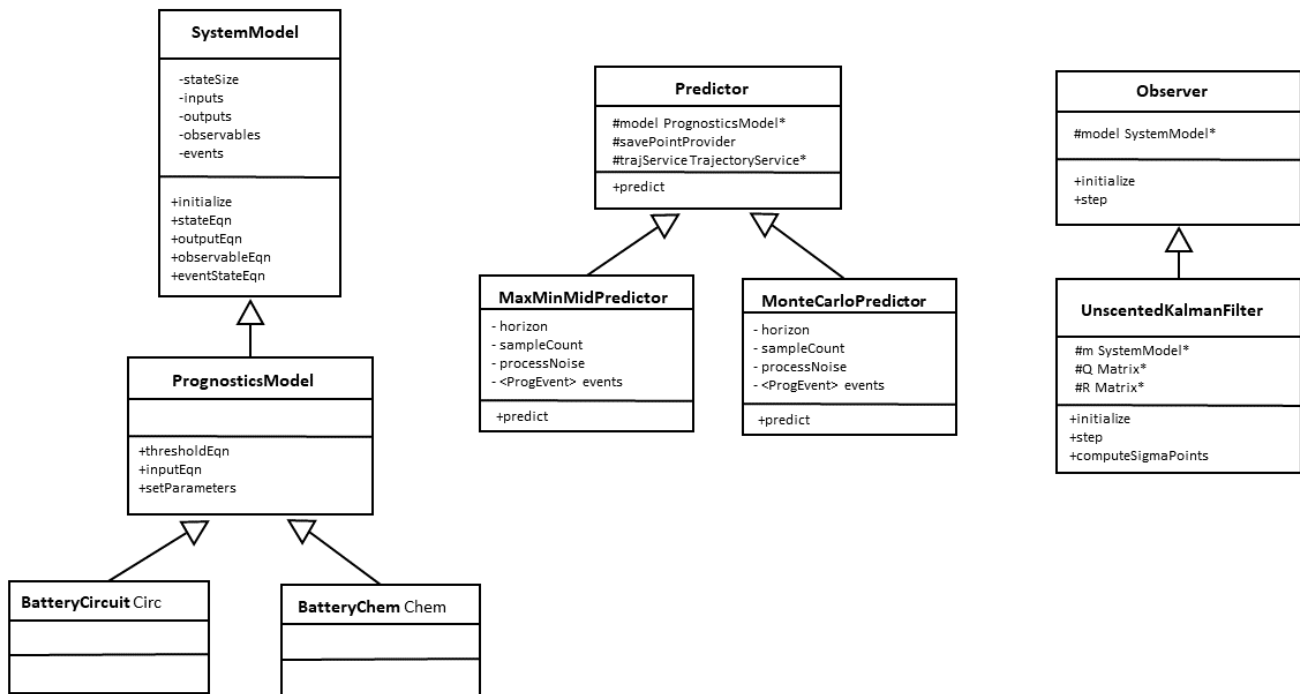 SystemModel
-stateSize
-inputs
-outputs
-observables
-events
+initialize
+stateEqn
+outputEqn
+observableEqn
+eventStateEqn
PrognosticsModel
+thresholdEqn
+inputEqn
+setParameters
BatteryCircuit Circ
BatteryChem Chem
Predictor
#model PrognosticsModel*
#savePointProvider
#trajService TrajectoryService*
+predict
MaxMinMidPredictor
- horizon
- sampleCount
- processNoise
- <ProgEvent> events
+predict
MonteCarloPredictor
- horizon
- sampleCount
- processNoise
- <ProgEvent> events
+predict
Observer
#model SystemModel*
+initialize
+step
UnscentedKalmanFilter
#m SystemModel*
#Q Matrix*
#R Matrix*
+initialize
+step
+computeSigmaPoints